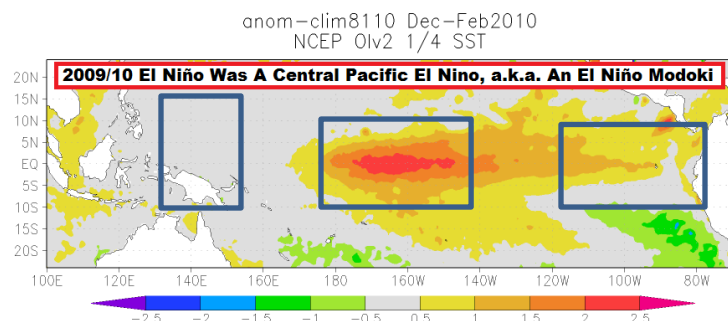 anom-clim8110 Dec-Feb2010
NCEP OIv2 1/4 SST
2009/10 El Niño Was A Central Pacific El Nino, a.k.a. An El Niño Modoki
20N
15N
10N
5N
EQ
5S
10S
15S
20S
100E 120E 140E 160E 180 160W 140W 120W 100W 80W
-2.5 -2 -1.5 -1 -0.5 0.5 1 1.5 2 2.5